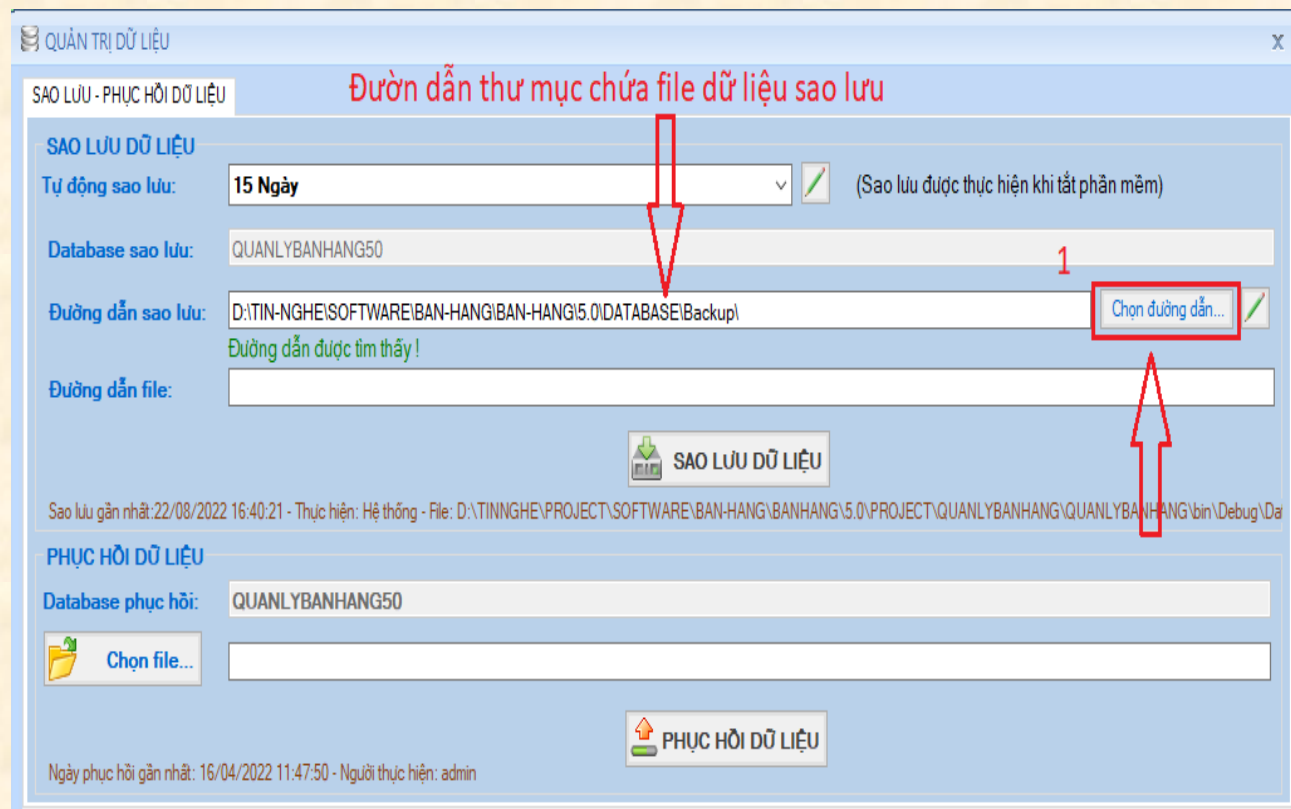 QUẢN TRỊ DỮ LIỆU
X
SAO LƯU - PHỤC HỒI DỮ LIỆU
Đườn dẫn thư mục chứa file dữ liệu sao lưu
SAO LƯU DỮ LIỆU
Tự động sao lưu: 15 Ngày (Sao lưu được thực hiện khi tắt phần mềm)
Database sao lưu: QUANLYBANHANG50
1
Đường dẫn sao lưu: D:\TIN-NGHE\SOFTWARE\BAN-HANG\BAN-HANG\5.0\DATABASE\Backup\ Chọn đường dẫn...
Đường dẫn được tìm thấy !
Đường dẫn file:
SAO LƯU DỮ LIỆU
Sao lưu gần nhất:22/08/2022 16:40:21 - Thực hiện: Hệ thống - File: D:\TINNGHE\PROJECT\SOFTWARE\BAN-HANG\BANHANG\5.0\PROJECT\QUANLYBANHANG\QUANLYBANHANG\bin\Debug\Da
PHỤC HỒI DỮ LIỆU
Database phục hồi: QUANLYBANHANG50
Chọn file...
PHỤC HỒI DỮ LIỆU
Ngày phục hồi gần nhất: 16/04/2022 11:47:50 - Người thực hiện: admin